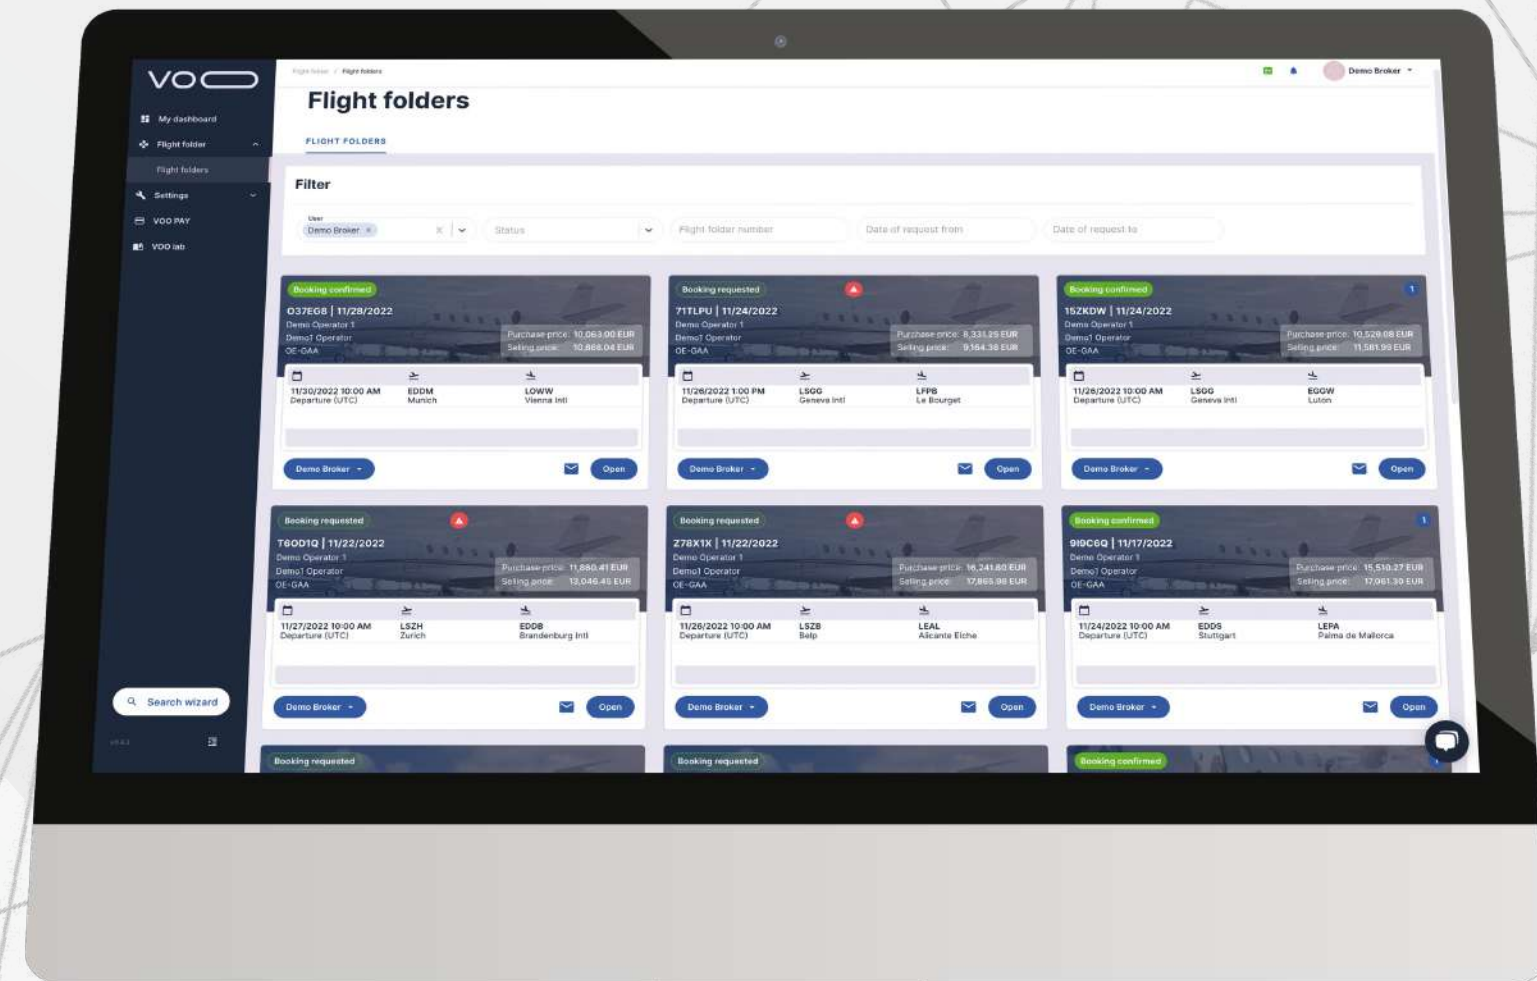 VOO
Flight folder / Flight folders
Demo Broker
Flight folders
FLIGHT FOLDERS
My dashboard
Flight folder
Flight folders
Settings
VOO PAY
VOO lab
Search wizard
Filter
User
Demo Broker
Status
Flight folder number
Date of request from
Date of request to
Booking confirmed
O37EG8 | 11/28/2022
Demo Operator 1
Demo1 Operator
OE-GAA
Purchase price: 10,063.00 EUR
Selling price: 10,868.04 EUR
11/30/2022 10:00 AM EDDM LOWW
Departure (UTC) Munich Vienna Intl
Demo Broker Open
Booking requested
71TLPU | 11/24/2022
Demo Operator 1
Demo1 Operator
OE-GAA
Purchase price: 8,331.25 EUR
Selling price: 9,164.38 EUR
11/26/2022 1:00 PM LSGG LFPB
Departure (UTC) Geneva Intl Le Bourget
Demo Broker Open
Booking confirmed 1
15ZKDW | 11/24/2022
Demo Operator 1
Demo1 Operator
OE-GAA
Purchase price: 10,529.08 EUR
Selling price: 11,581.99 EUR
11/26/2022 10:00 AM LSGG EGGW
Departure (UTC) Geneva Intl Luton
Demo Broker Open
Booking requested
T6OD1Q | 11/22/2022
Demo Operator 1
Demo1 Operator
OE-GAA
Purchase price: 11,860.41 EUR
Selling price: 13,046.45 EUR
11/27/2022 10:00 AM LSZH EDDB
Departure (UTC) Zurich Brandenburg Intl
Demo Broker Open
Booking requested
Z78X1X | 11/22/2022
Demo Operator 1
Demo1 Operator
OE-GAA
Purchase price: 16,241.80 EUR
Selling price: 17,865.98 EUR
11/26/2022 10:00 AM LSZB LEAL
Departure (UTC) Belp Alicante Elche
Demo Broker Open
Booking confirmed 1
9I9C6Q | 11/17/2022
Demo Operator 1
Demo1 Operator
OE-GAA
Purchase price: 15,510.27 EUR
Selling price: 17,061.30 EUR
11/24/2022 10:00 AM EDDS LEPA
Departure (UTC) Stuttgart Palma de Mallorca
Demo Broker Open
Booking requested
Booking requested
Booking confirmed